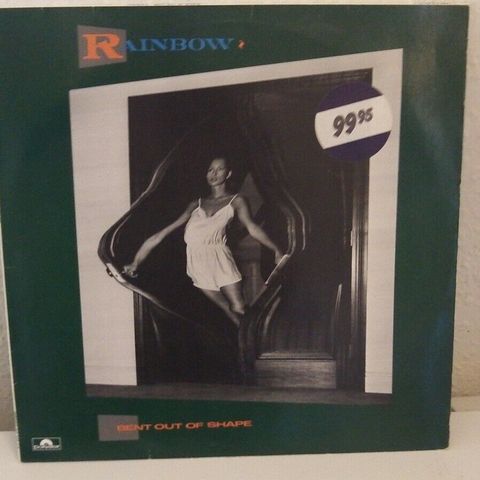 RAINBOW
99 95
BENT OUT OF SHAPE